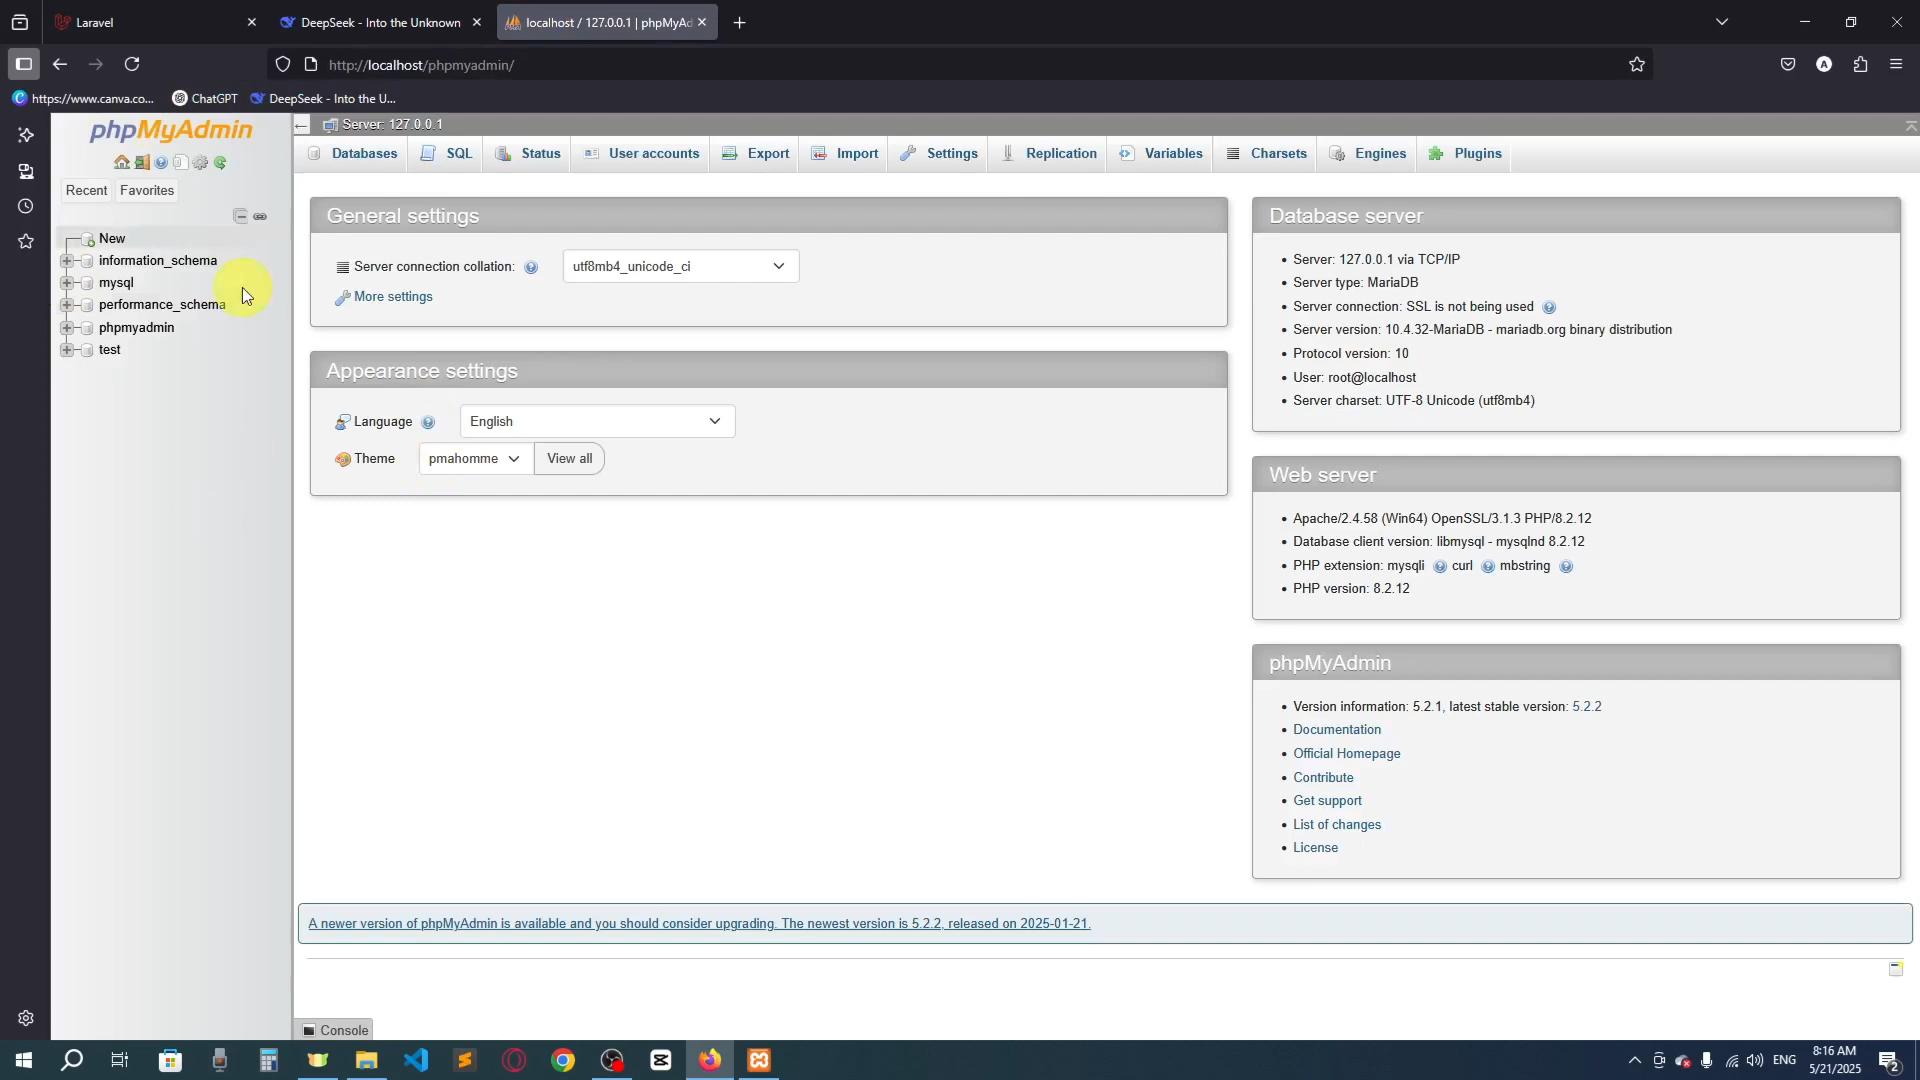 Laravel
DeepSeek - Into the Unknown
localhost / 127.0.0.1 | phpMyAd
http://localhost/phpmyadmin/
https://www.canva.co...
ChatGPT
DeepSeek - Into the U...
phpMyAdmin
Recent
Favorites
New
information_schema
mysql
performance_schema
phpmyadmin
test
Server: 127.0.0.1
Databases
SQL
Status
User accounts
Export
Import
Settings
Replication
Variables
Charsets
Engines
Plugins
General settings
Server connection collation:
utf8mb4_unicode_ci
More settings
Appearance settings
Language
English
Theme
pmahomme
View all
Database server
Server: 127.0.0.1 via TCP/IP
Server type: MariaDB
Server connection: SSL is not being used
Server version: 10.4.32-MariaDB - mariadb.org binary distribution
Protocol version: 10
User: root@localhost
Server charset: UTF-8 Unicode (utf8mb4)
Web server
Apache/2.4.58 (Win64) OpenSSL/3.1.3 PHP/8.2.12
Database client version: libmysql - mysqlnd 8.2.12
PHP extension: mysqli curl mbstring
PHP version: 8.2.12
phpMyAdmin
Version information: 5.2.1, latest stable version: 5.2.2
Documentation
Official Homepage
Contribute
Get support
List of changes
License
A newer version of phpMyAdmin is available and you should consider upgrading. The newest version is 5.2.2, released on 2025-01-21.
Console
ENG
8:16 AM
5/21/2025
2